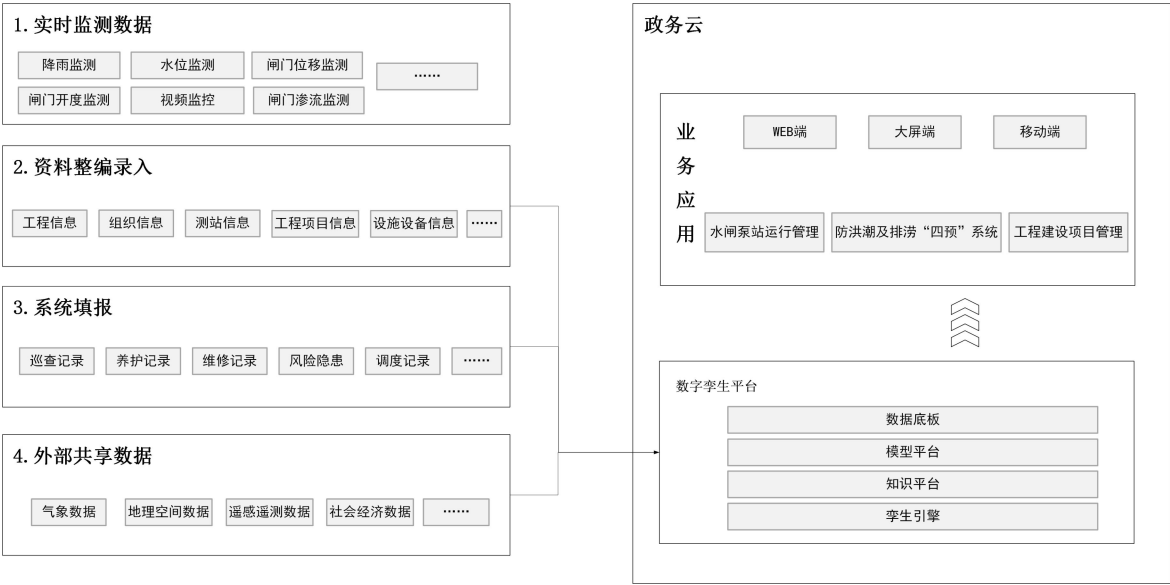 1.实时监测数据
降雨监测
水位监测
闸门位移监测
······
闸门开度监测
视频监控
闸门渗流监测
2.资料整编录入
工程信息
组织信息
测站信息
工程项目信息
设施设备信息
······
3.系统填报
巡查记录
养护记录
维修记录
风险隐患
调度记录
······
4.外部共享数据
气象数据
地理空间数据
遥感遥测数据
社会经济数据
······
政务云
业务应用
WEB端
大屏端
移动端
水闸泵站运行管理
防洪潮及排涝“四预”系统
工程建设项目管理
数字孪生平台
数据底板
模型平台
知识平台
孪生引擎